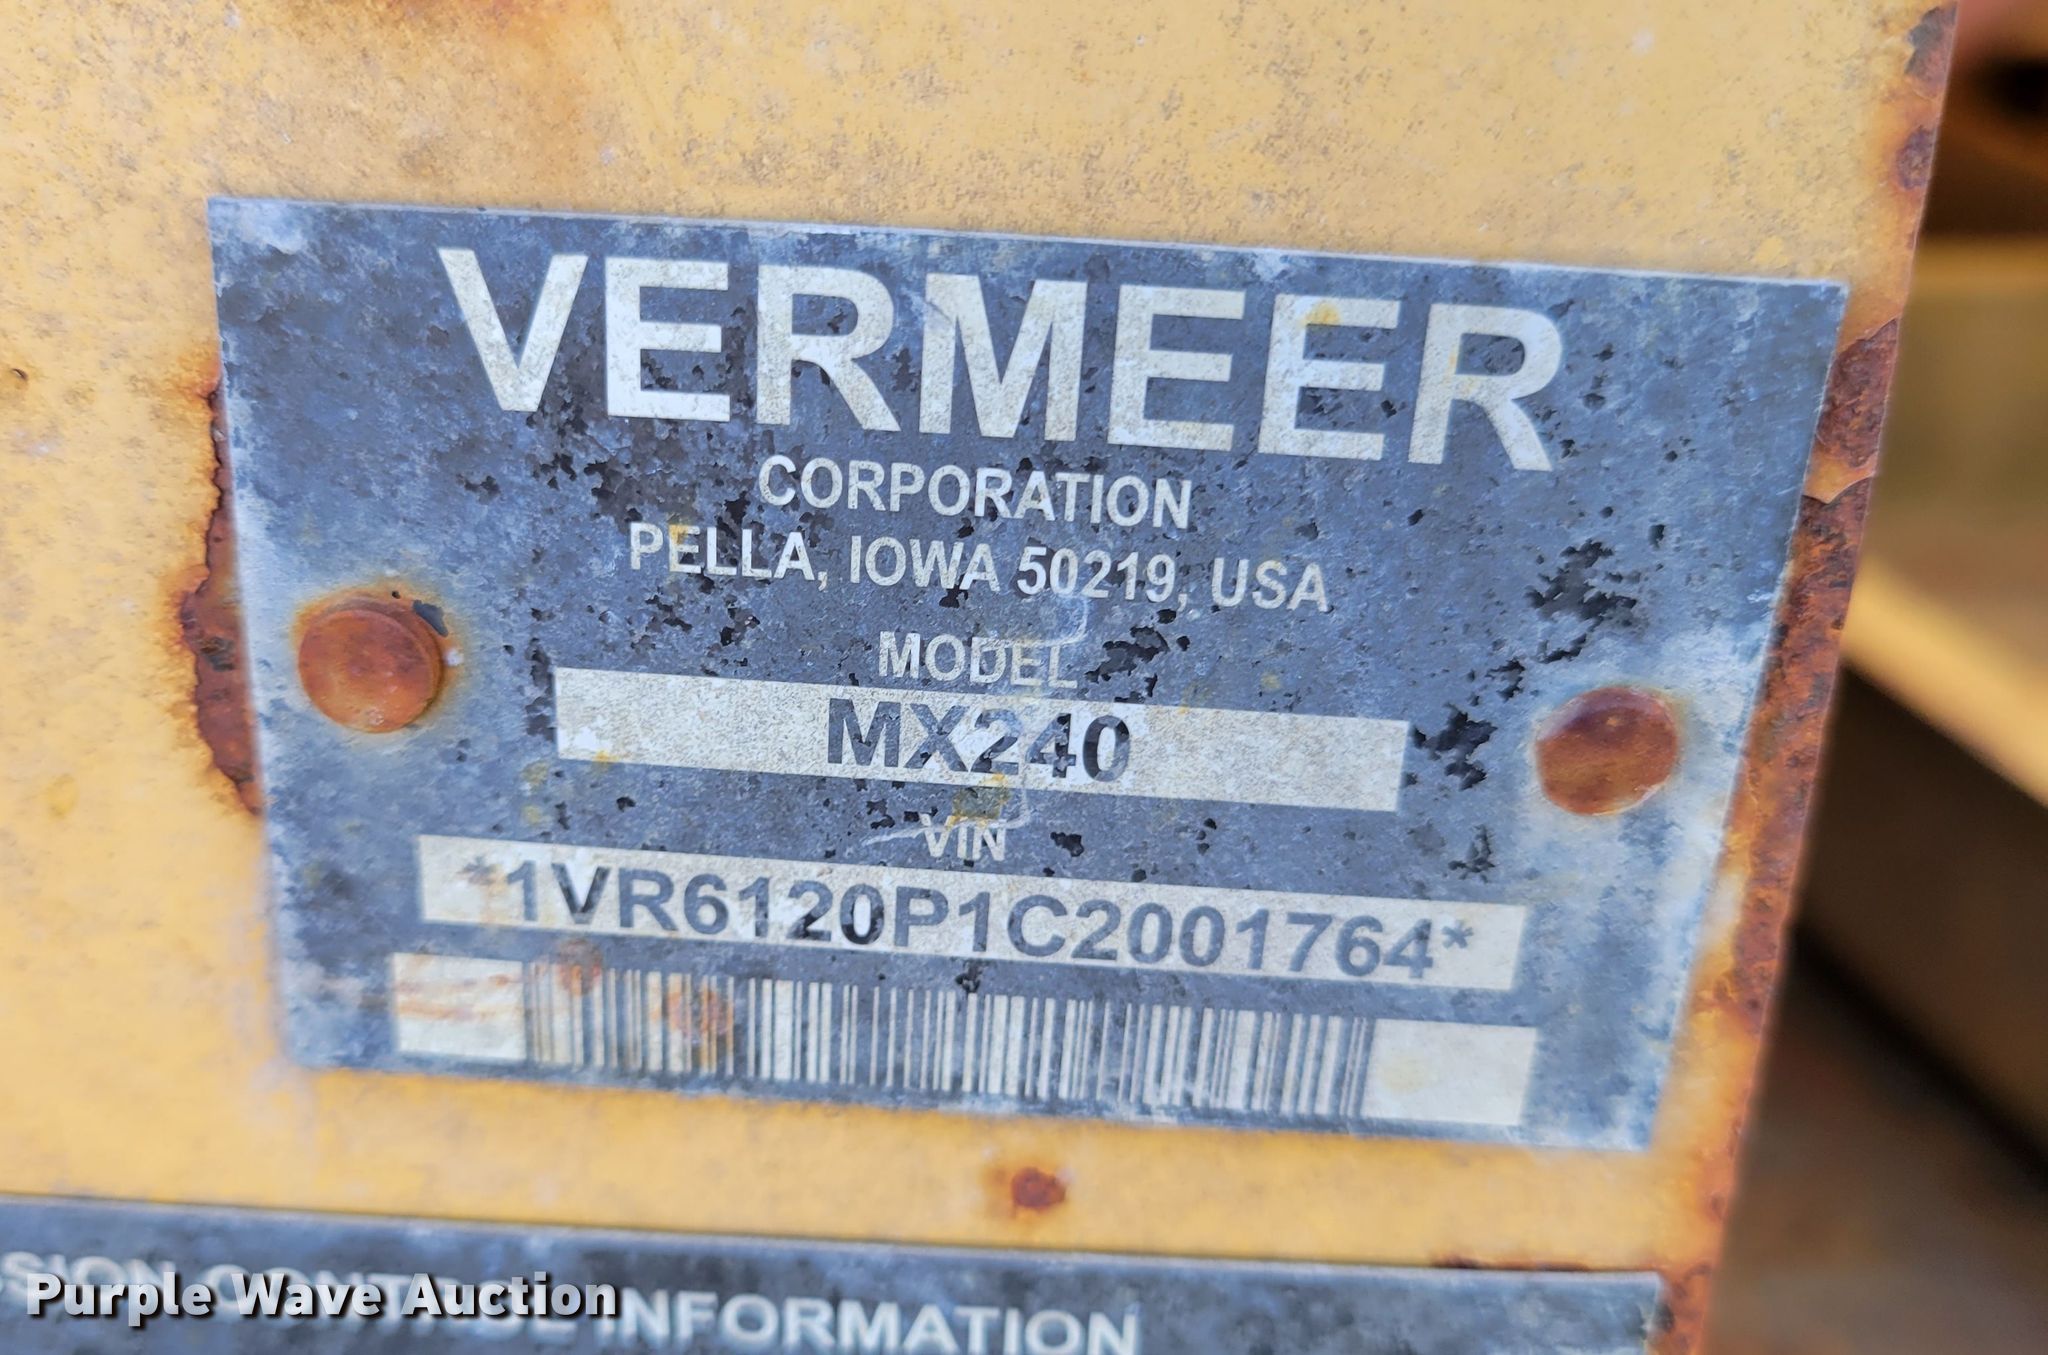 VERMEER
CORPORATION
PELLA, IOWA 50219, USA
MODEL
MX240
VIN
*1VR6120P1C2001764*
INFORMATION
Purple Wave Auction